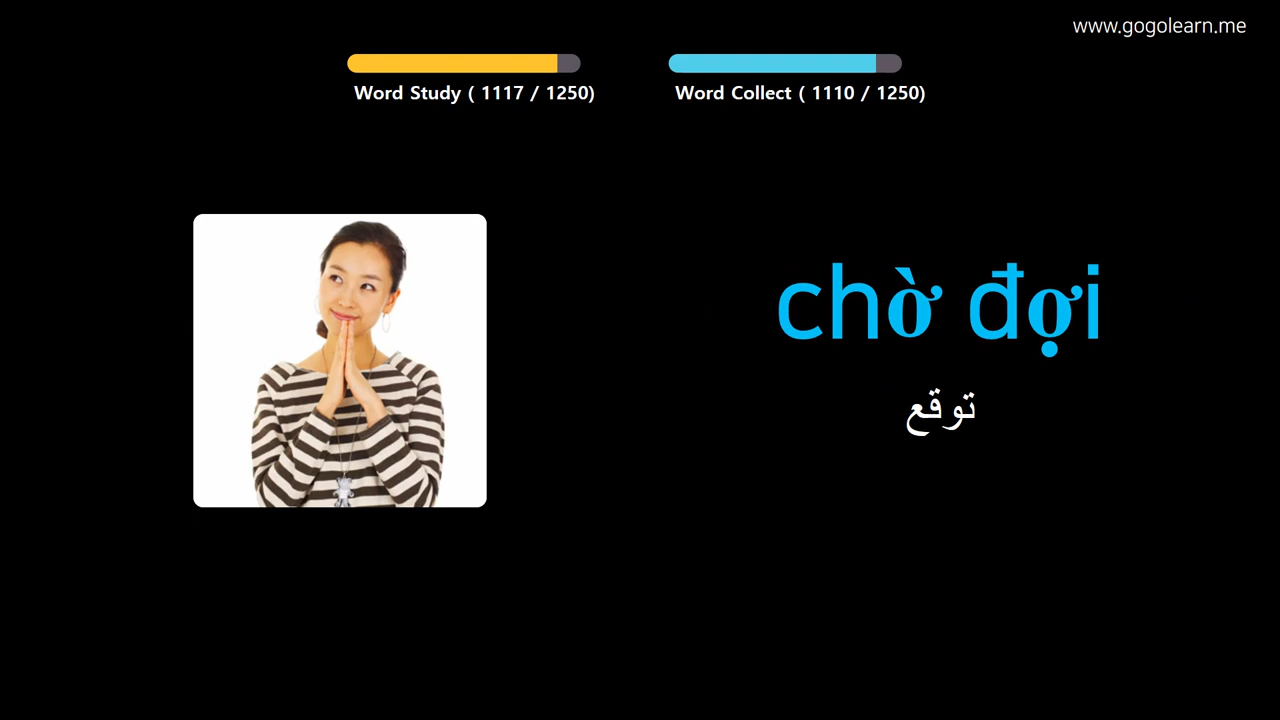 www.gogolearn.me
Word Study ( 1117 / 1250)
Word Collect ( 1110 / 1250)
chờ đợi
توقع